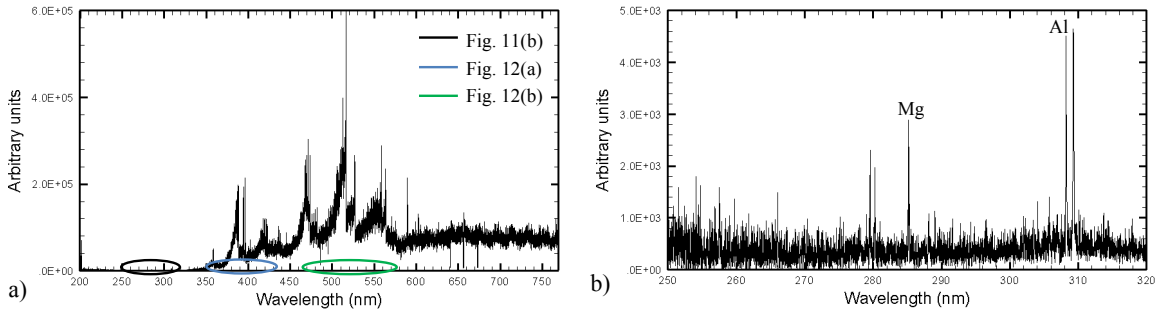 6.0E+05
4.0E+05
2.0E+05
.0E+00
Arbitrary units
Fig. 11(b)
Fig. 12(a)
Fig. 12(b)
200 250 300 350 400 450 500 550 600 650 700 750
Wavelength (nm)
a)
5.0E+03
4.0E+03
3.0E+03
2.0E+03
1.0E+03
.0E+00
Arbitrary units
Mg
Al
250 260 270 280 290 300 310 320
Wavelength (nm)
b)